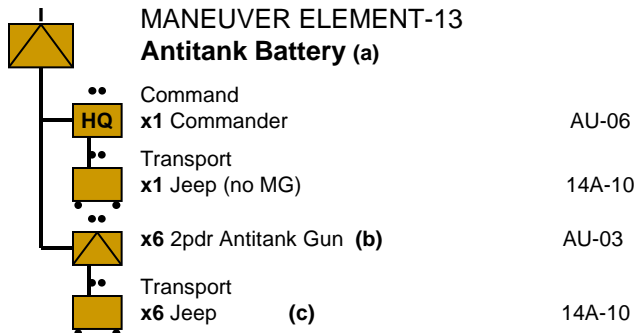 MANEUVER ELEMENT-13
Antitank Battery (a)
Command
HQ x1 Commander AU-06
Transport
x1 Jeep (no MG) 14A-10
x6 2pdr Antitank Gun (b) AU-03
Transport
x6 Jeep (c) 14A-10